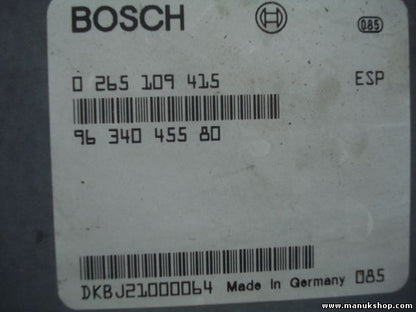 BOSCH 085
0 265 109 415 ESP
96 340 455 80
DKBJ21000064 Made in Germany 085
www.manukshop.com